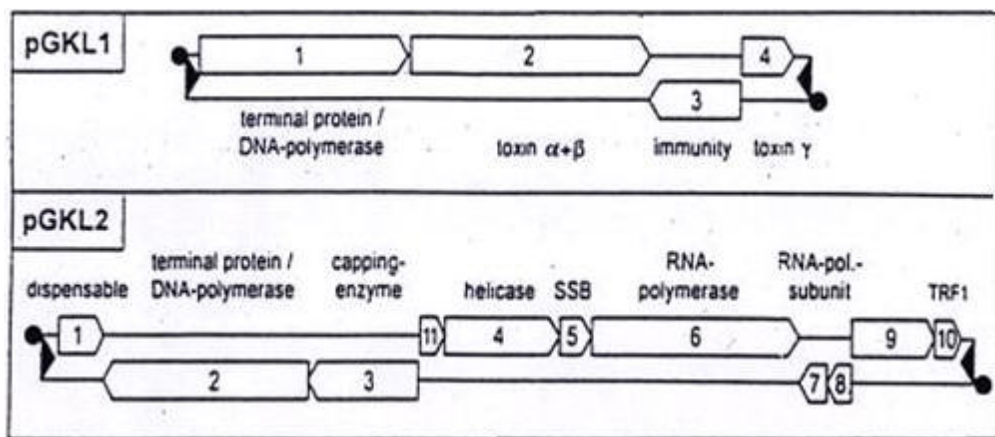 pGKL1
1 2 4
3
terminal protein /
DNA-polymerase toxin α+β immunity toxin γ
pGKL2
terminal protein / capping- RNA- RNA-pol.-
dispensable DNA-polymerase enzyme helicase SSB polymerase subunit TRF1
1 11 4 5 6 9 10
2 3 7 8